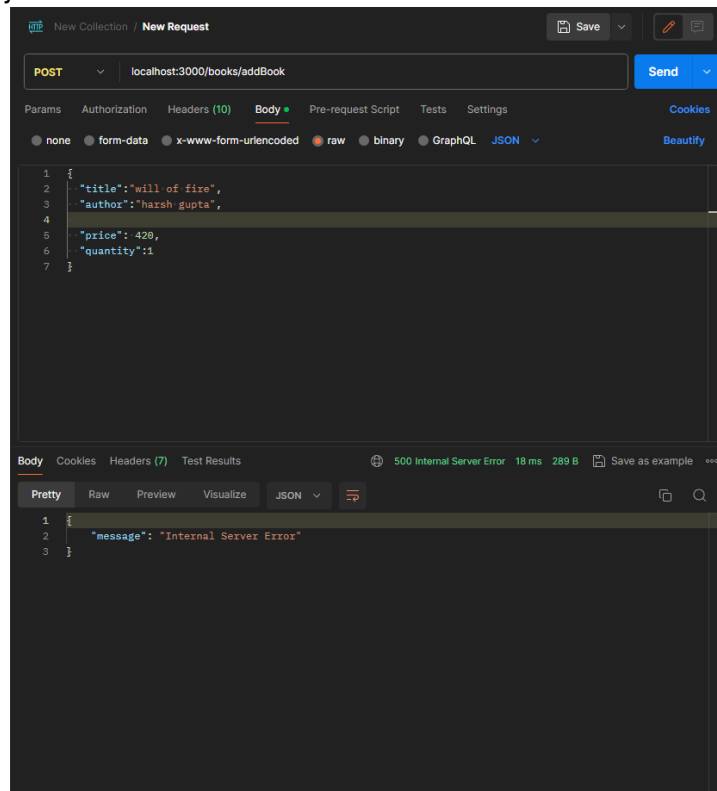 HTTP New Collection / New Request Save
POST localhost:3000/books/addBook Send
Params Authorization Headers (10) Body Pre-request Script Tests Settings Cookies
none form-data x-www-form-urlencoded raw binary GraphQL JSON Beautify
1 {
2 "title":"will of fire",
3 "author":"harsh gupta",
4
5 "price": 420,
6 "quantity":1
7 }
Body Cookies Headers (7) Test Results 500 Internal Server Error 18 ms 289 B Save as example
Pretty Raw Preview Visualize JSON
1 {
2 "message": "Internal Server Error"
3 }